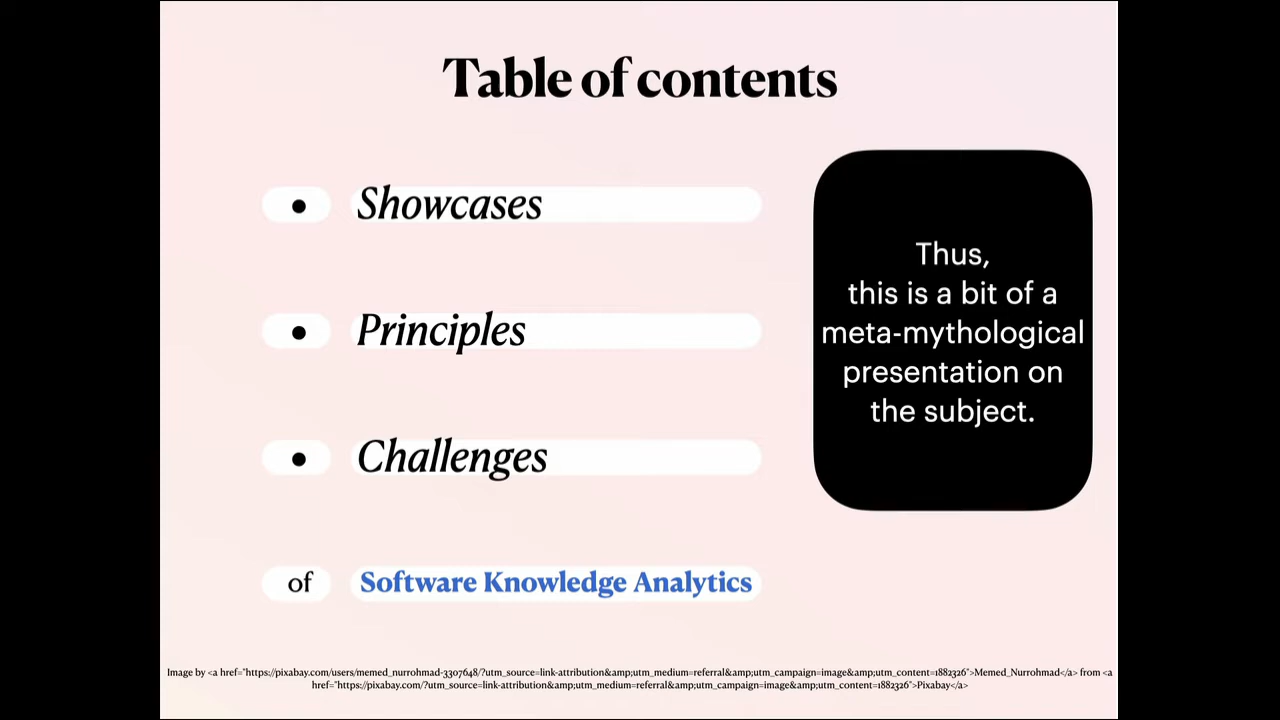 Table of contents
• Showcases
• Principles
• Challenges
of Software Knowledge Analytics
Thus,
this is a bit of a
meta-mythological
presentation on
the subject.
Image by <a href="https://pixabay.com/users/memed_nurrohmad-3307648/?utm_source=link-attribution&amp;utm_medium=referral&amp;utm_campaign=image&amp;utm_content=1882326">Memed_Nurrohmad</a> from <a
href="https://pixabay.com/?utm_source=link-attribution&amp;utm_medium=referral&amp;utm_campaign=image&amp;utm_content=1882326">Pixabay</a>